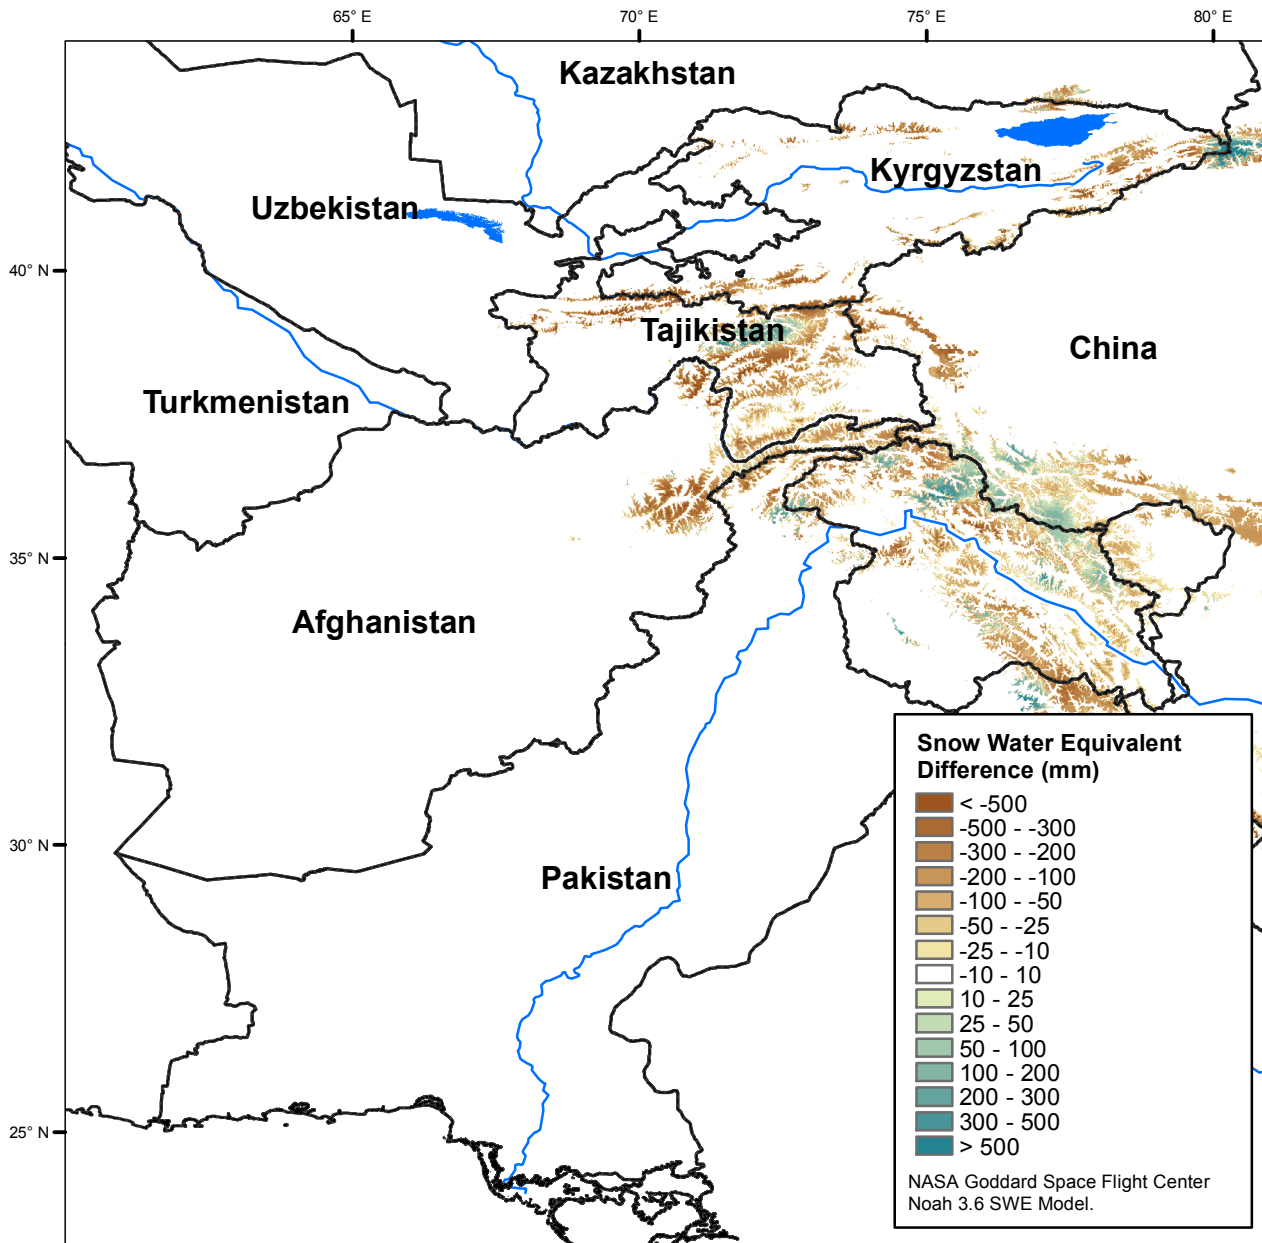 65° E
70° E
75° E
80° E
Kazakhstan
Kyrgyzstan
Uzbekistan
40° N
Tajikistan
China
Turkmenistan
35° N
Afghanistan
30° N
Pakistan
25° N
Snow Water Equivalent
Difference (mm)
< -500
-500 - -300
-300 - -200
-200 - -100
-100 - -50
-50 - -25
-25 - -10
-10 - 10
10 - 25
25 - 50
50 - 100
100 - 200
200 - 300
300 - 500
> 500
NASA Goddard Space Flight Center
Noah 3.6 SWE Model.